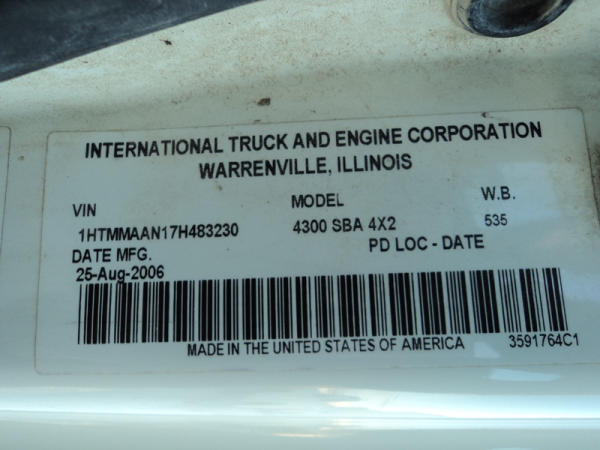 INTERNATIONAL TRUCK AND ENGINE CORPORATION
WARRENVILLE, ILLINOIS
VIN MODEL W.B.
1HTMMAAN17H483230 4300 SBA 4X2 535
DATE MFG. PD LOC - DATE
25-Aug-2006
MADE IN THE UNITED STATES OF AMERICA 3591764C1